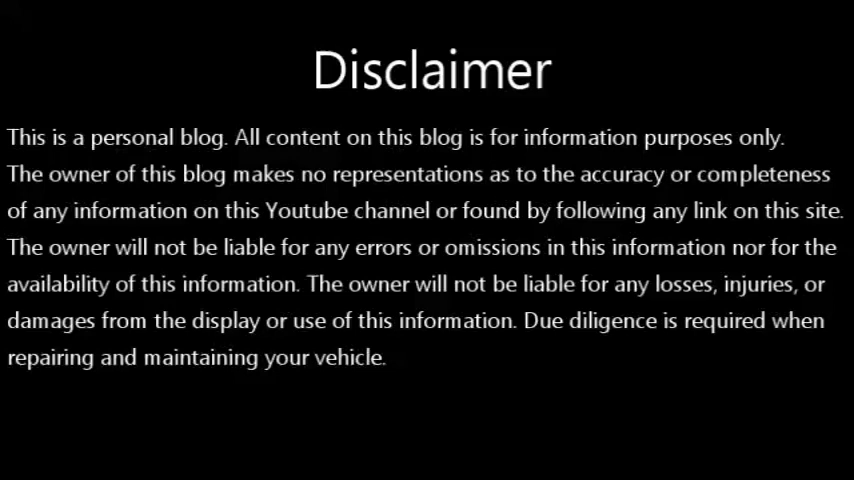 Disclaimer
This is a personal blog. All content on this blog is for information purposes only.
The owner of this blog makes no representations as to the accuracy or completeness
of any information on this Youtube channel or found by following any link on this site.
The owner will not be liable for any errors or omissions in this information nor for the
availability of this information. The owner will not be liable for any losses, injuries, or
damages from the display or use of this information. Due diligence is required when
repairing and maintaining your vehicle.